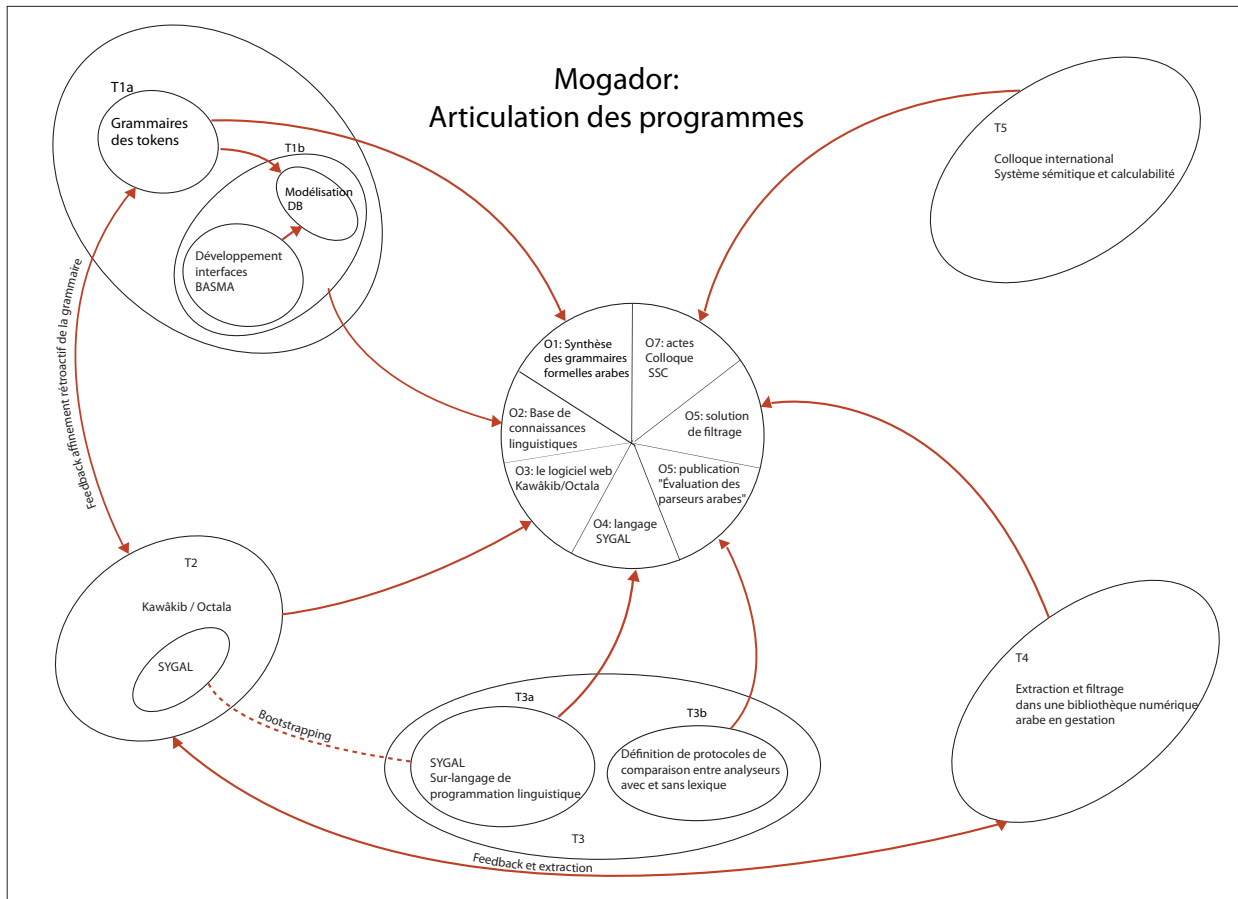 Mogador:
Articulation des programmes
T1a
Grammaires
des tokens
T1b
Modélisation
DB
Développement
interfaces
BASMA
T5
Colloque international
Système sémitique et calculabilité
Feedback affinement rétroactif de la grammaire
O1: Synthèse
des grammaires
formelles arabes
O7: actes
Colloque
SSC
O2: Base de
connaissances
linguistiques
O5: solution
de filtrage
O3: le logiciel web
Kawâkib/Octala
O5: publication
"Évaluation des
parseurs arabes"
O4: langage
SYGAL
T2
Kawâkib / Octala
SYGAL
Bootstrapping
T3a
SYGAL
Sur-langage de
programmation linguistique
T3b
Définition de protocoles de
comparaison entre analyseurs
avec et sans lexique
T3
T4
Extraction et filtrage
dans une bibliothèque numérique
arabe en gestation
Feedback et extraction